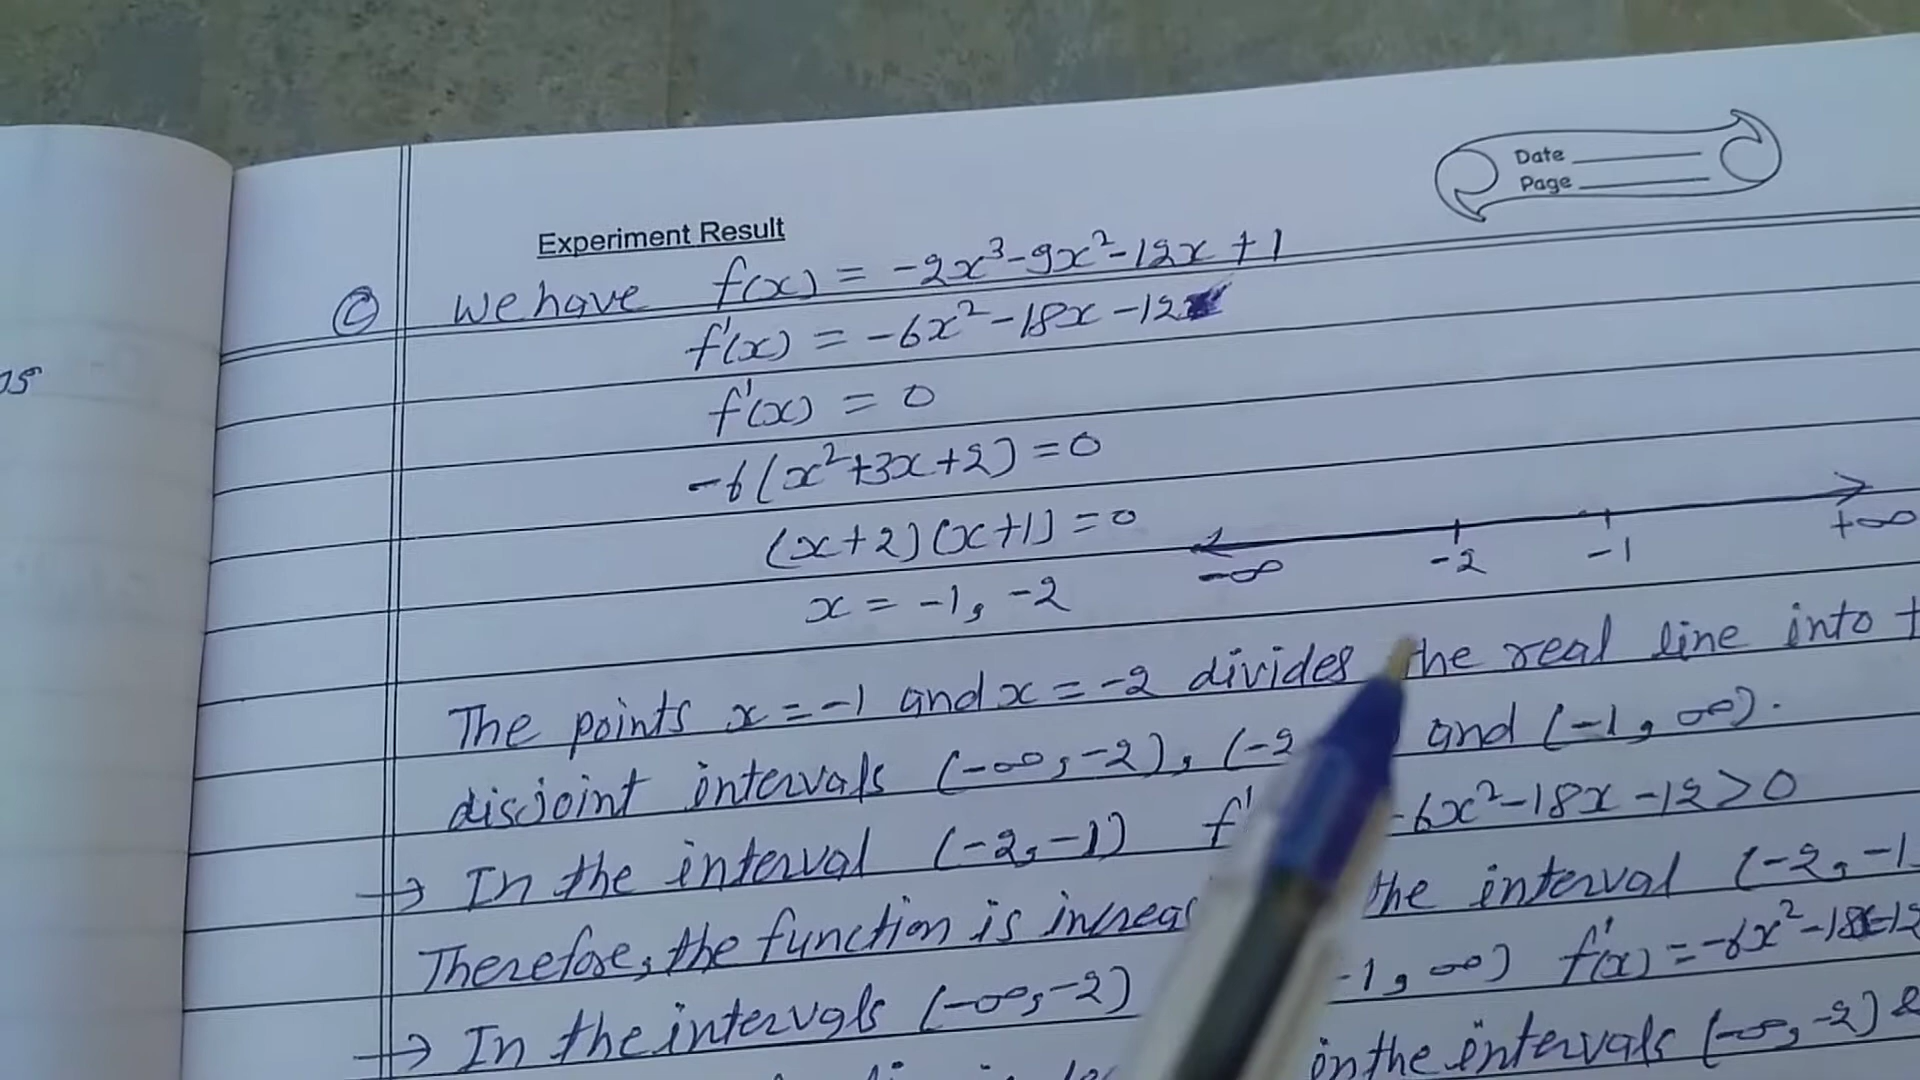 Date
Page
Experiment Result
(C) We have f(x) = -2x³-9x²-12x+1
f'(x) = -6x²-18x-12
f'(x) = 0
-6(x²+3x+2)=0
(x+2)(x+1)=0
-∞ -2 -1 +∞
x = -1, -2
The points x=-1 and x=-2 divides the real line into
disjoint intervals (-∞,-2), (-2 and (-1,∞).
→ In the interval (-2,-1) f' -6x²-18x-12>0
Therefore, the function is increas the interval (-2,-1
→ In the intervals (-∞,-2) -1,∞) f'(x)=-6x²-18x-12
in the intervals (-∞,-2) &